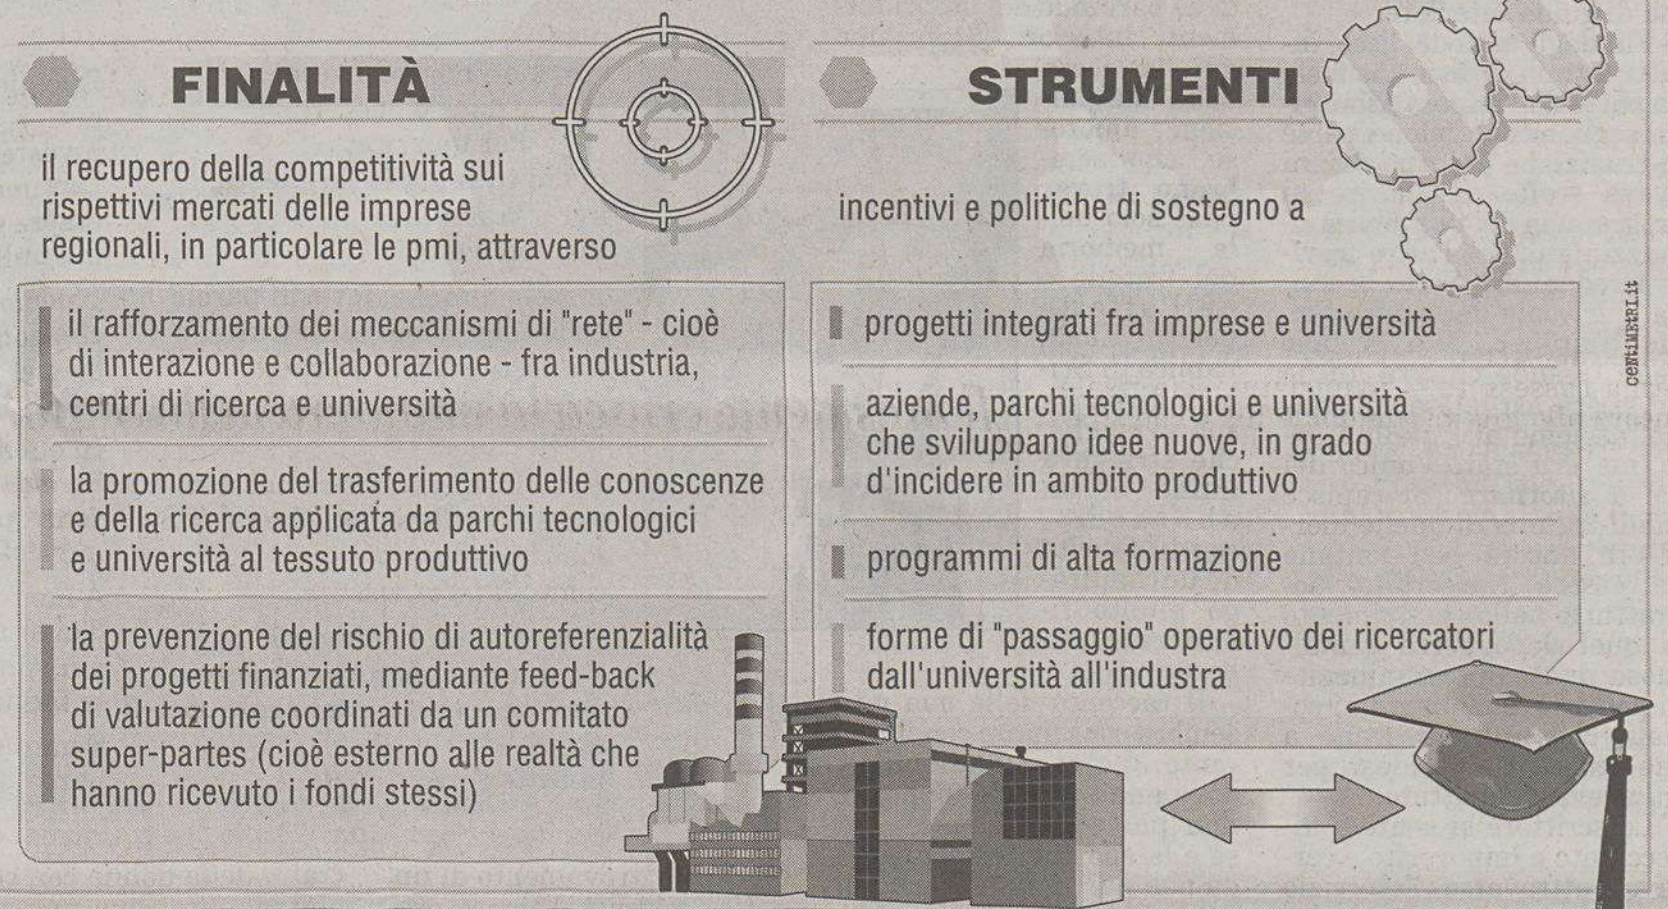 FINALITÀ
il recupero della competitività sui
rispettivi mercati delle imprese
regionali, in particolare le pmi, attraverso
il rafforzamento dei meccanismi di "rete" - cioè
di interazione e collaborazione - fra industria,
centri di ricerca e università
la promozione del trasferimento delle conoscenze
e della ricerca applicata da parchi tecnologici
e università al tessuto produttivo
la prevenzione del rischio di autoreferenzialità
dei progetti finanziati, mediante feed-back
di valutazione coordinati da un comitato
super-partes (cioè esterno alle realtà che
hanno ricevuto i fondi stessi)
STRUMENTI
incentivi e politiche di sostegno a
progetti integrati fra imprese e università
aziende, parchi tecnologici e università
che sviluppano idee nuove, in grado
d'incidere in ambito produttivo
programmi di alta formazione
forme di "passaggio" operativo dei ricercatori
dall'università all'industra
centiMEtRI.it